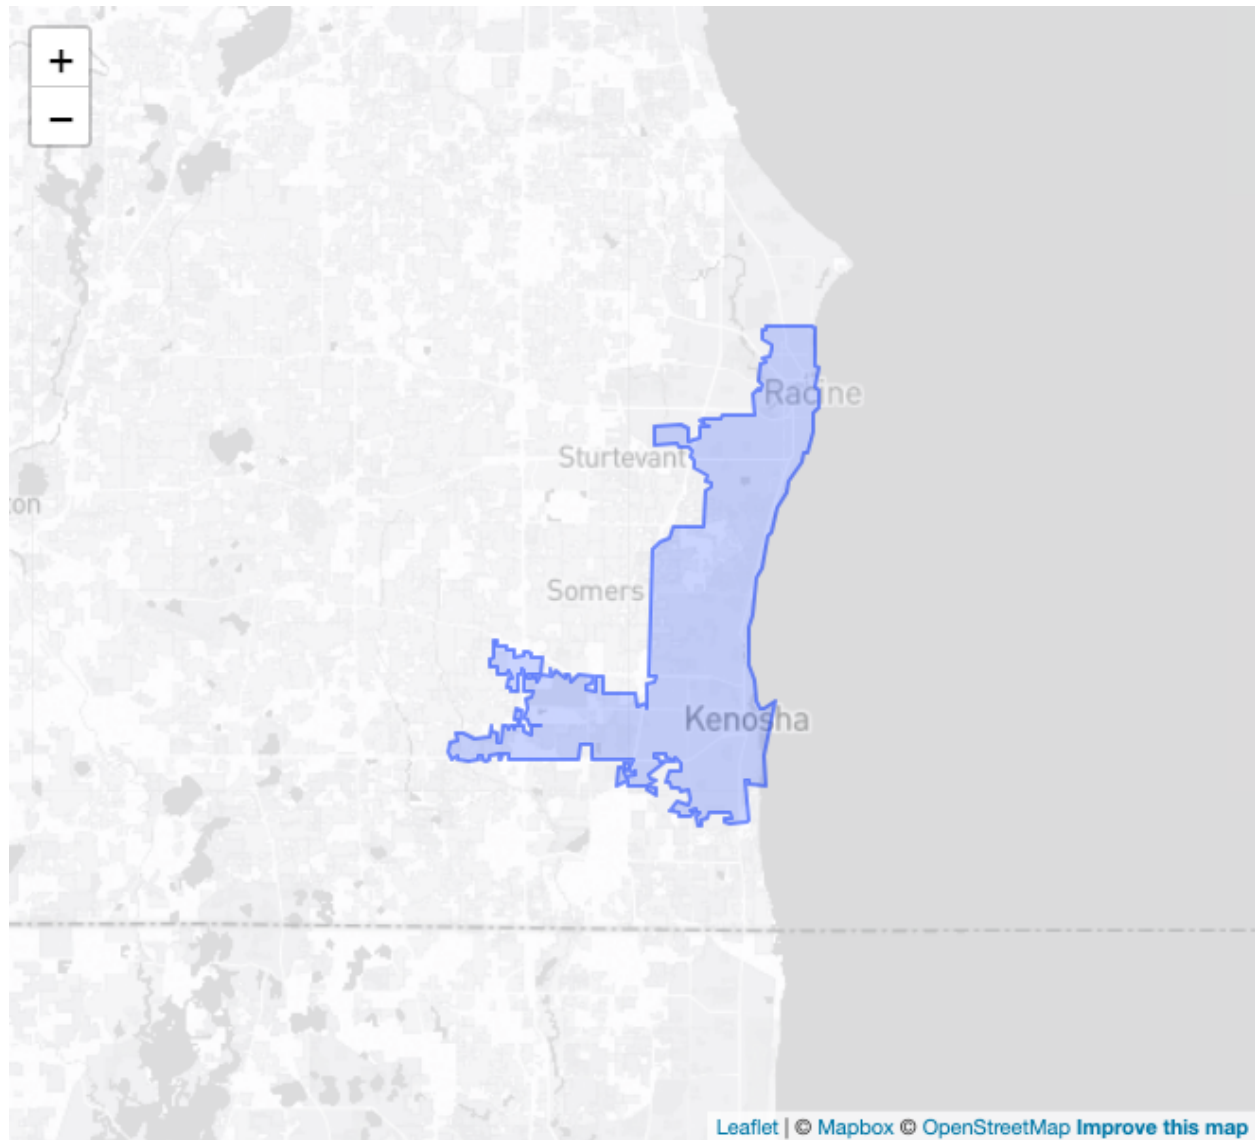 +
−
Racine
Sturtevant
on
Somers
Kenosha
Leaflet | © Mapbox © OpenStreetMap Improve this map